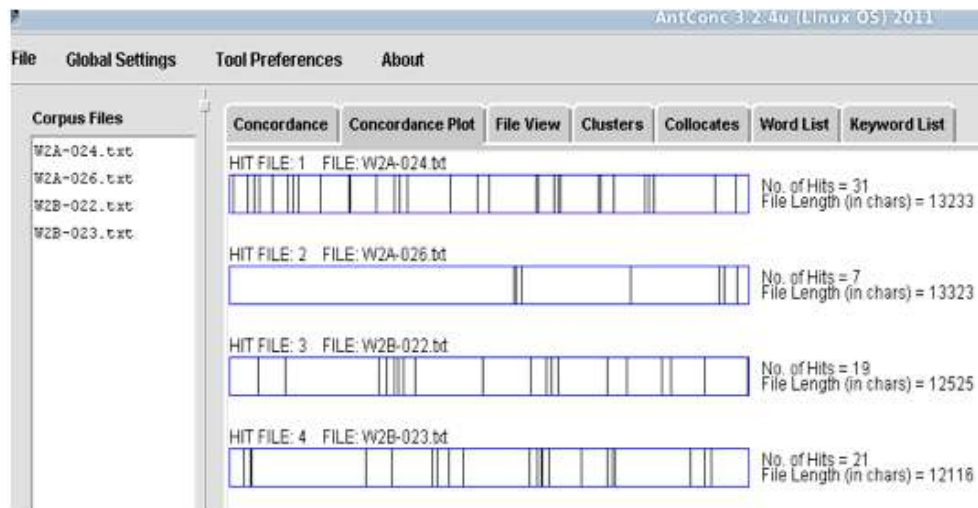 AntConc 3.2.4u (Linux OS) 2011
File Global Settings Tool Preferences About
Corpus Files
W2A-024.txt
W2A-026.txt
W2B-022.txt
W2B-023.txt
Concordance Concordance Plot File View Clusters Collocates Word List Keyword List
HIT FILE: 1 FILE: W2A-024.txt
No. of Hits = 31
File Length (in chars) = 13233
HIT FILE: 2 FILE: W2A-026.txt
No. of Hits = 7
File Length (in chars) = 13323
HIT FILE: 3 FILE: W2B-022.txt
No. of Hits = 19
File Length (in chars) = 12525
HIT FILE: 4 FILE: W2B-023.txt
No. of Hits = 21
File Length (in chars) = 12116